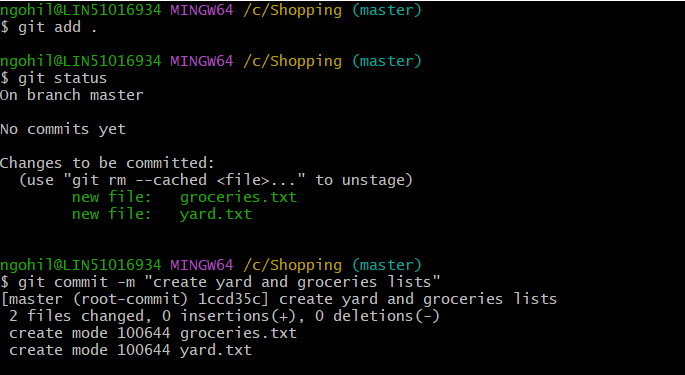 ngohil@LIN51016934 MINGW64 /c/Shopping (master)
$ git add .
ngohil@LIN51016934 MINGW64 /c/Shopping (master)
$ git status
On branch master
No commits yet
Changes to be committed:
  (use "git rm --cached <file>..." to unstage)
        new file:   groceries.txt
        new file:   yard.txt
ngohil@LIN51016934 MINGW64 /c/Shopping (master)
$ git commit -m "create yard and groceries lists"
[master (root-commit) 1ccd35c] create yard and groceries lists
 2 files changed, 0 insertions(+), 0 deletions(-)
 create mode 100644 groceries.txt
 create mode 100644 yard.txt